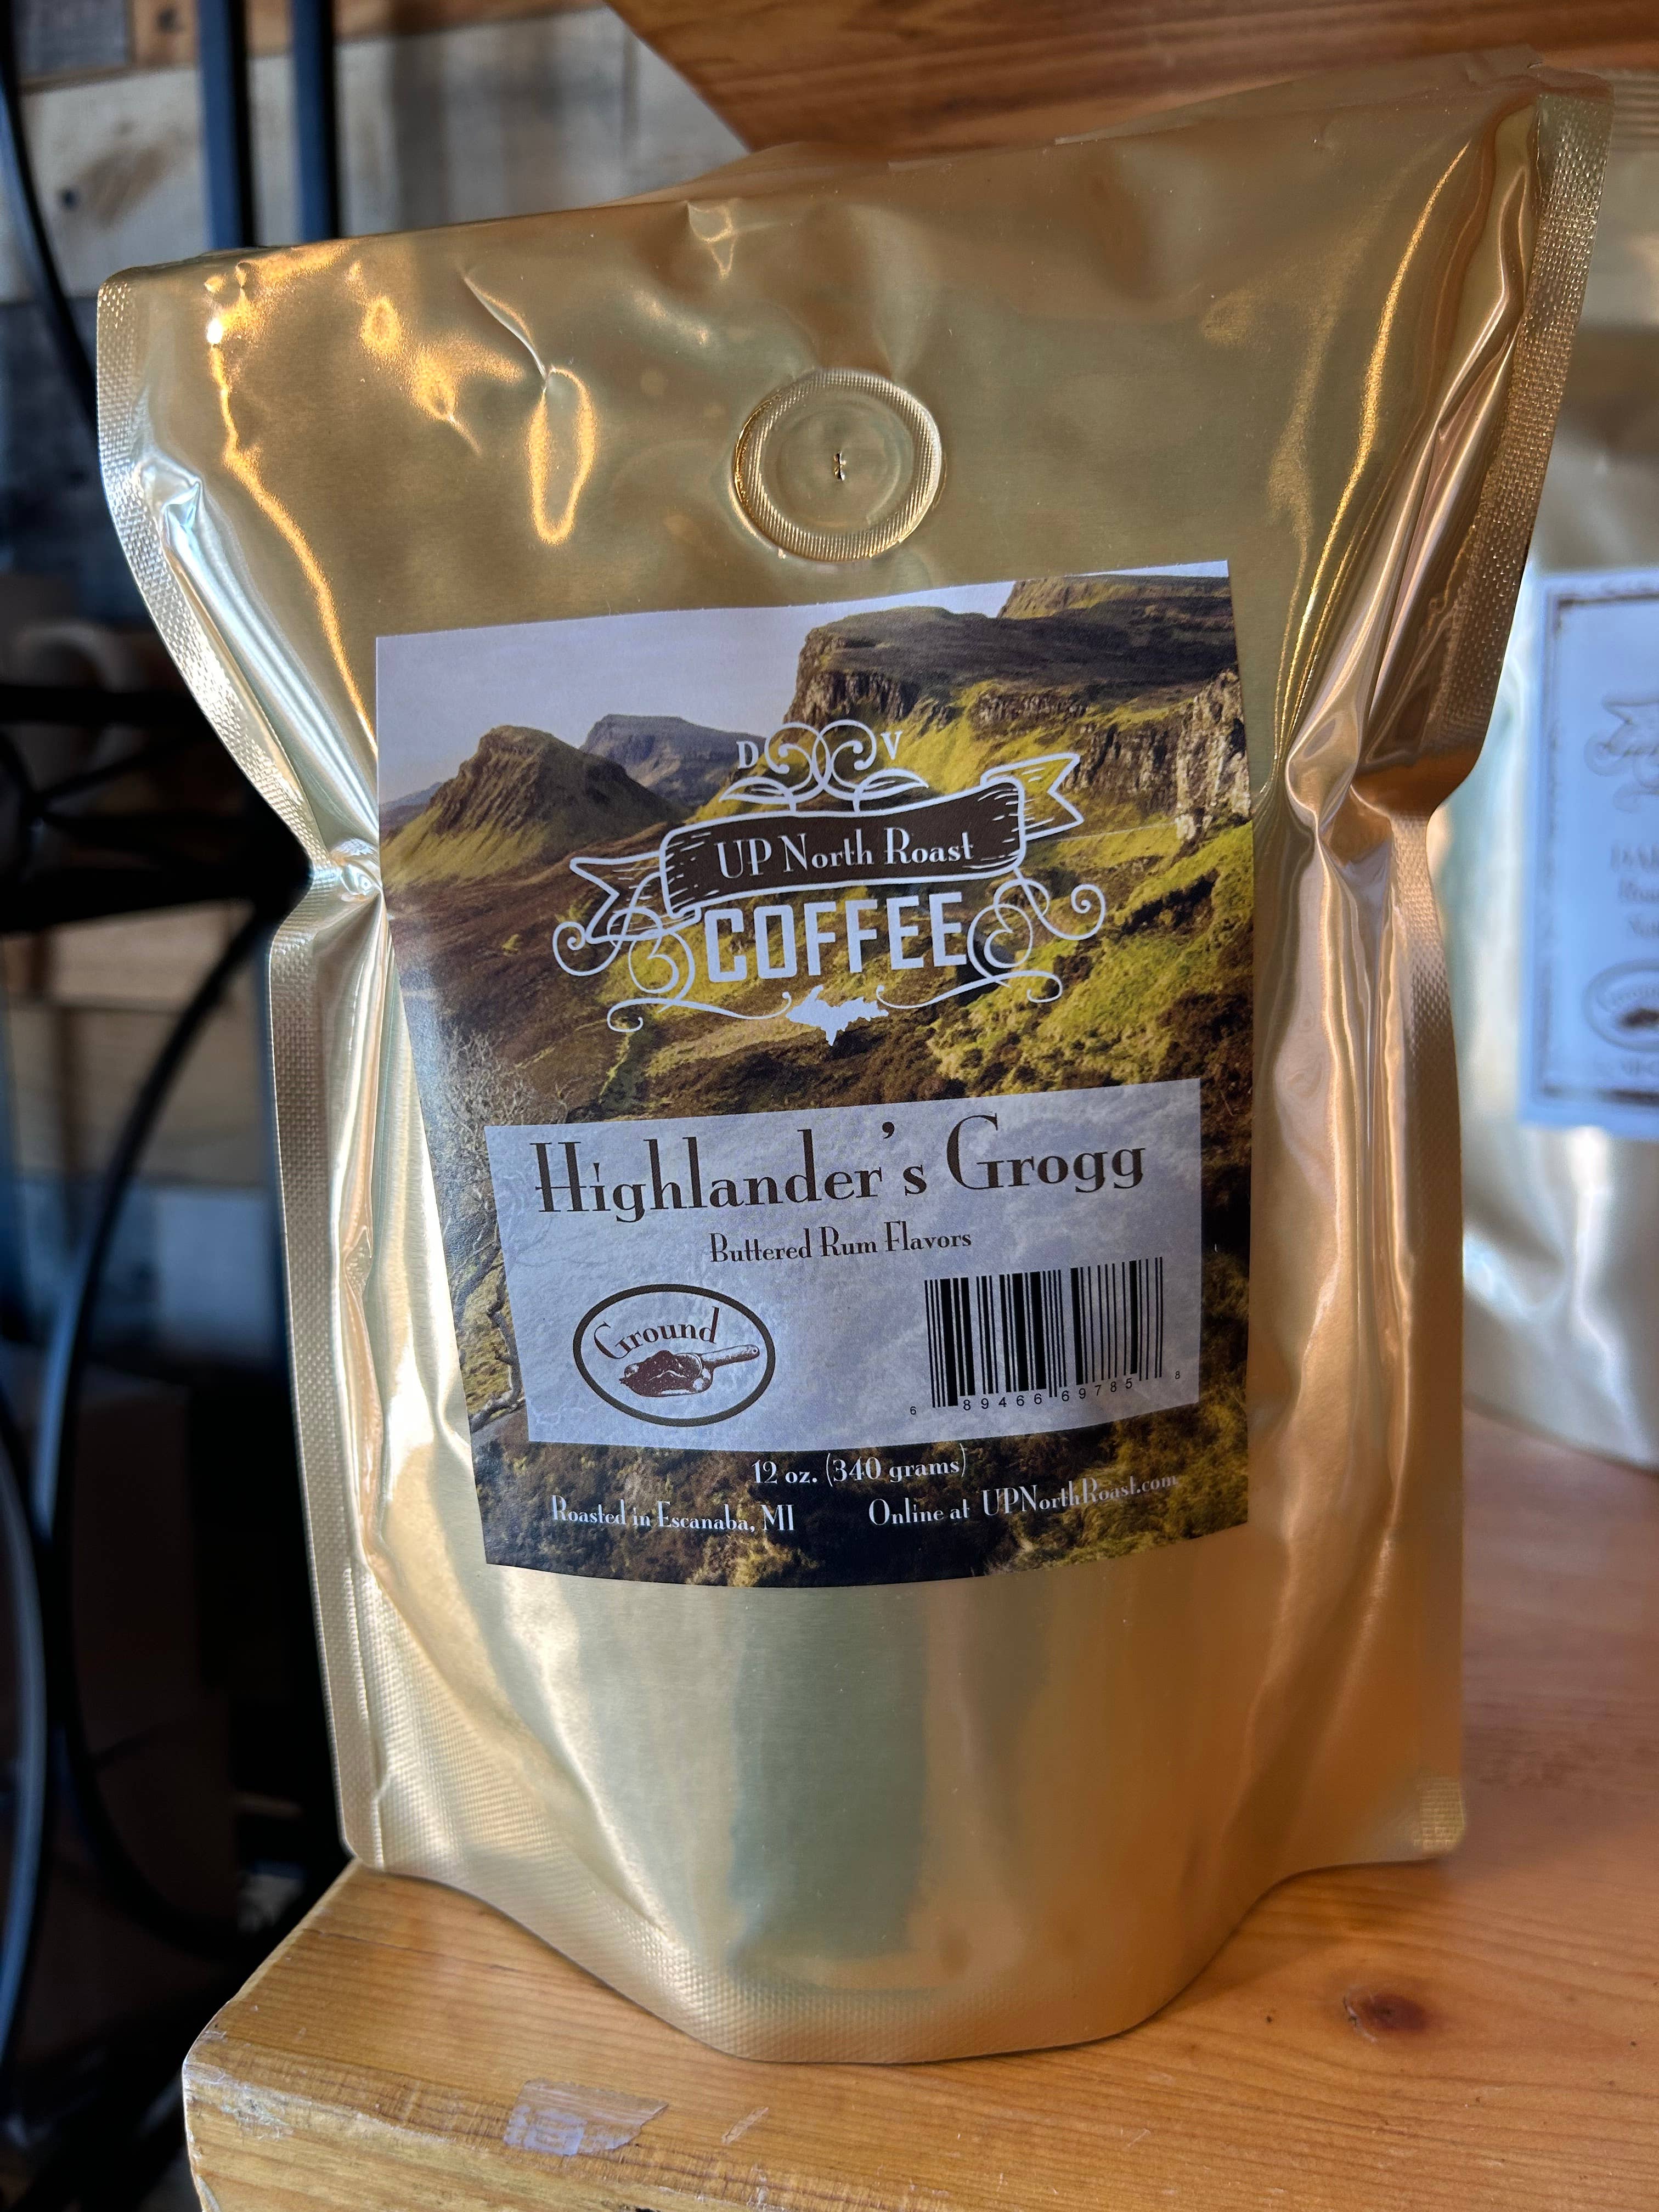 D V
UP North Roast
COFFEE
Highlander's Grogg
Buttered Rum Flavors
Ground
6 89466 69785 8
12 oz. (340 grams)
Roasted in Escanaba, MI Online at UPNorthRoast.com